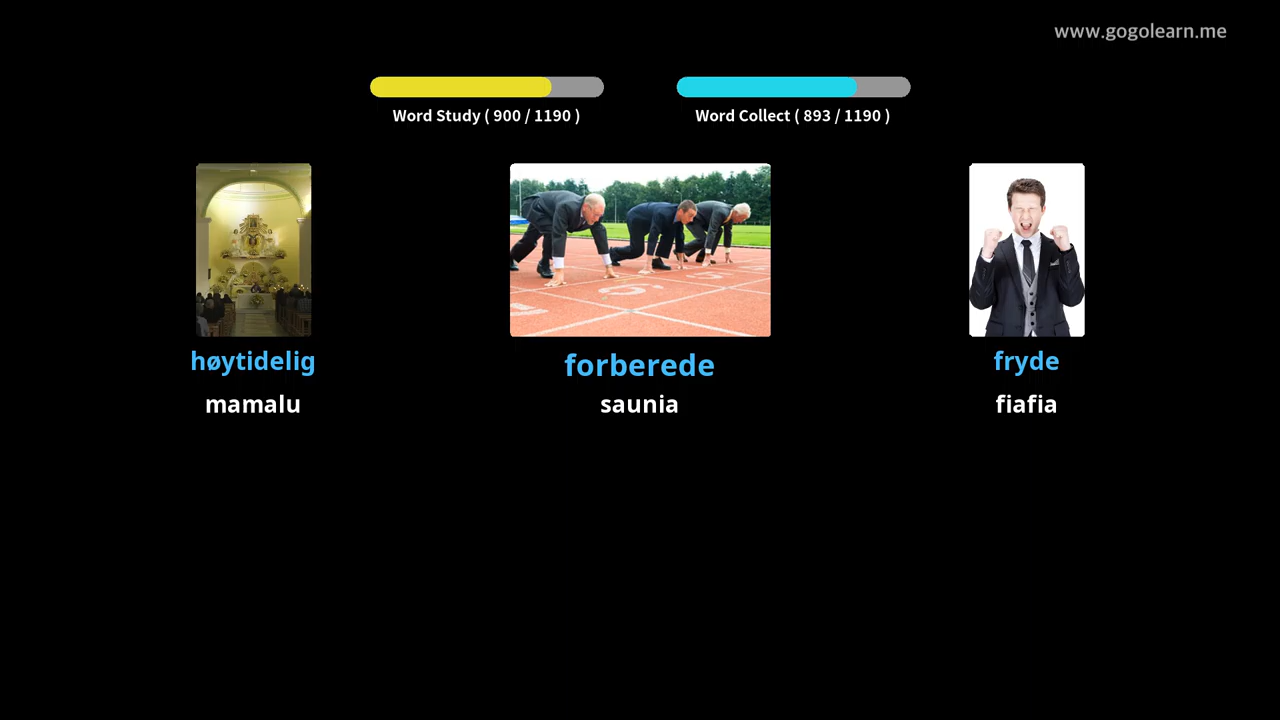 www.gogolearn.me
Word Study ( 900 / 1190 )
Word Collect ( 893 / 1190 )
høytidelig
forberede
fryde
mamalu
saunia
fiafia